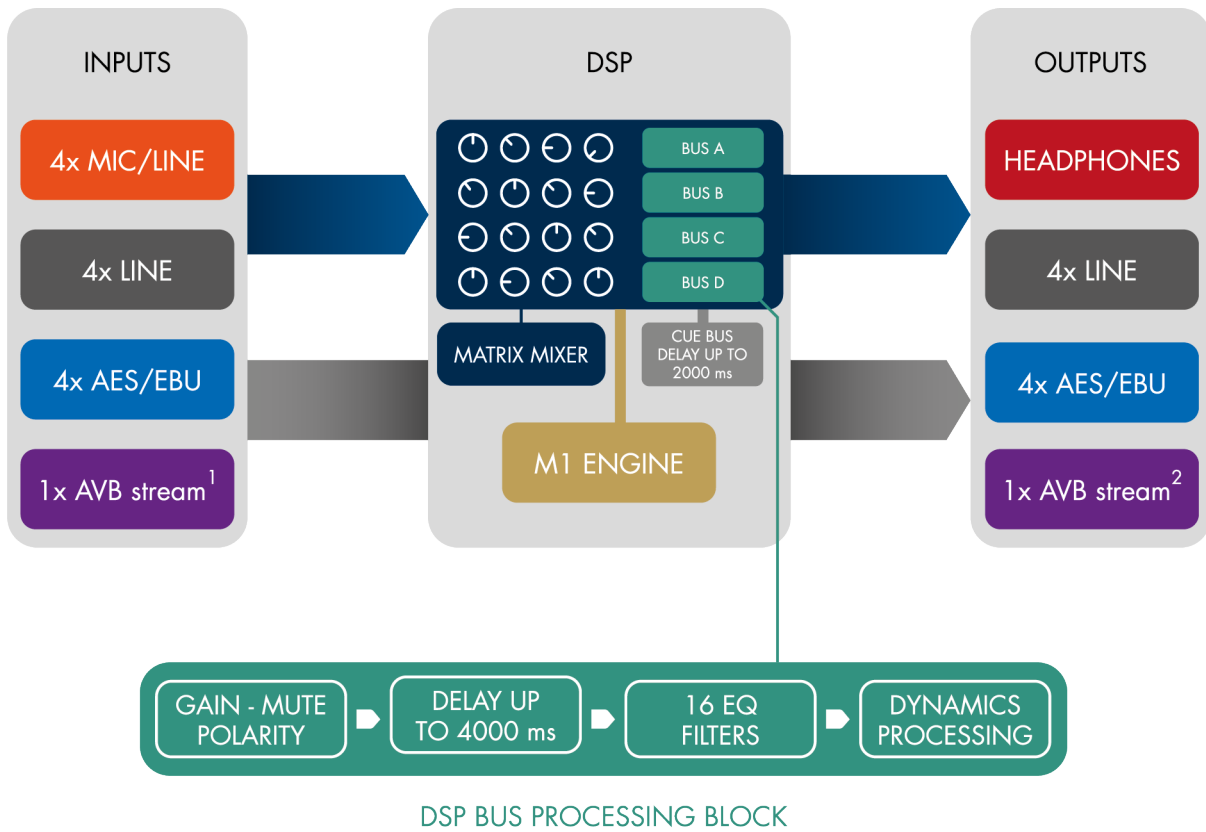 INPUTS
4x MIC/LINE
4x LINE
4x AES/EBU
1x AVB stream1
DSP
BUS A
BUS B
BUS C
BUS D
MATRIX MIXER
CUE BUS
DELAY UP TO
2000 ms
M1 ENGINE
OUTPUTS
HEADPHONES
4x LINE
4x AES/EBU
1x AVB stream2
GAIN - MUTE
POLARITY
DELAY UP
TO 4000 ms
16 EQ
FILTERS
DYNAMICS
PROCESSING
DSP BUS PROCESSING BLOCK